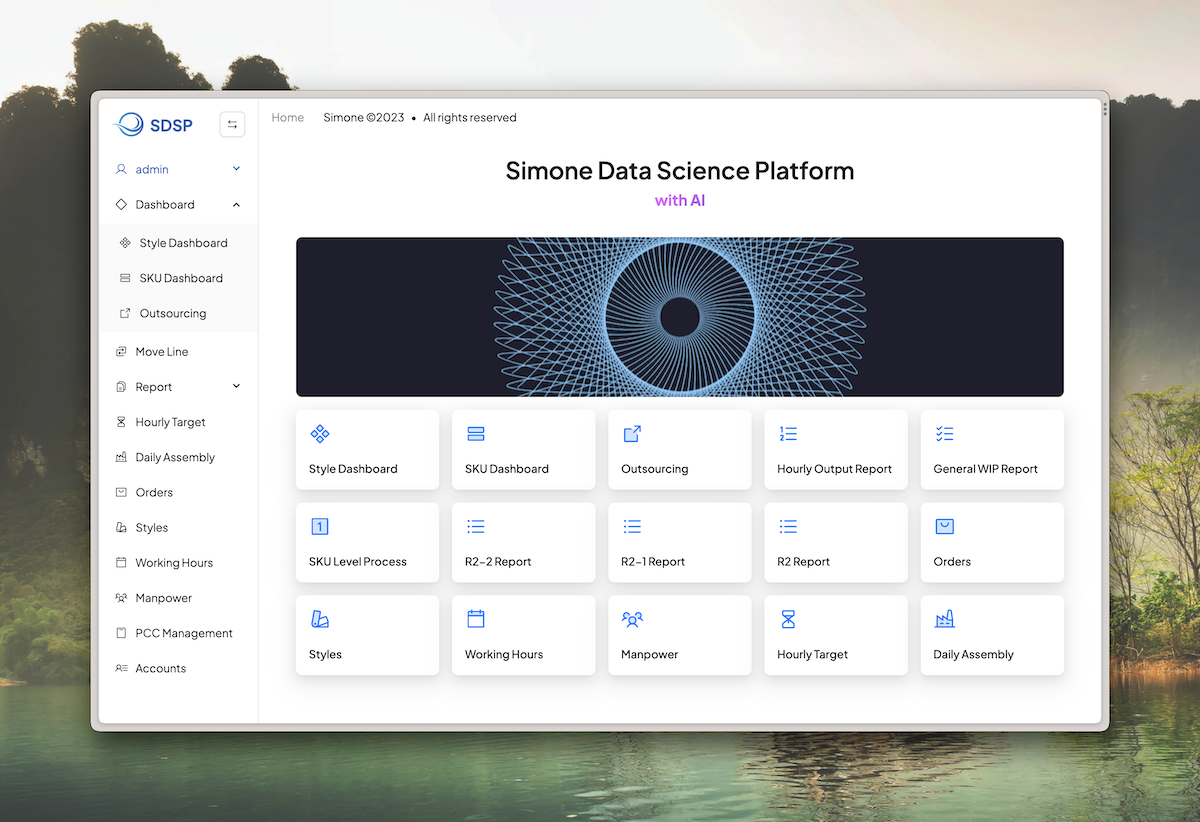 SDSP
admin
Dashboard
Style Dashboard
SKU Dashboard
Outsourcing
Move Line
Report
Hourly Target
Daily Assembly
Orders
Styles
Working Hours
Manpower
PCC Management
Accounts
Home Simone ©2023 • All rights reserved
Simone Data Science Platform
with AI
Style Dashboard
SKU Dashboard
Outsourcing
1
2
Hourly Output Report
General WIP Report
1
SKU Level Process
R2-2 Report
R2-1 Report
R2 Report
Orders
Styles
Working Hours
Manpower
Hourly Target
Daily Assembly